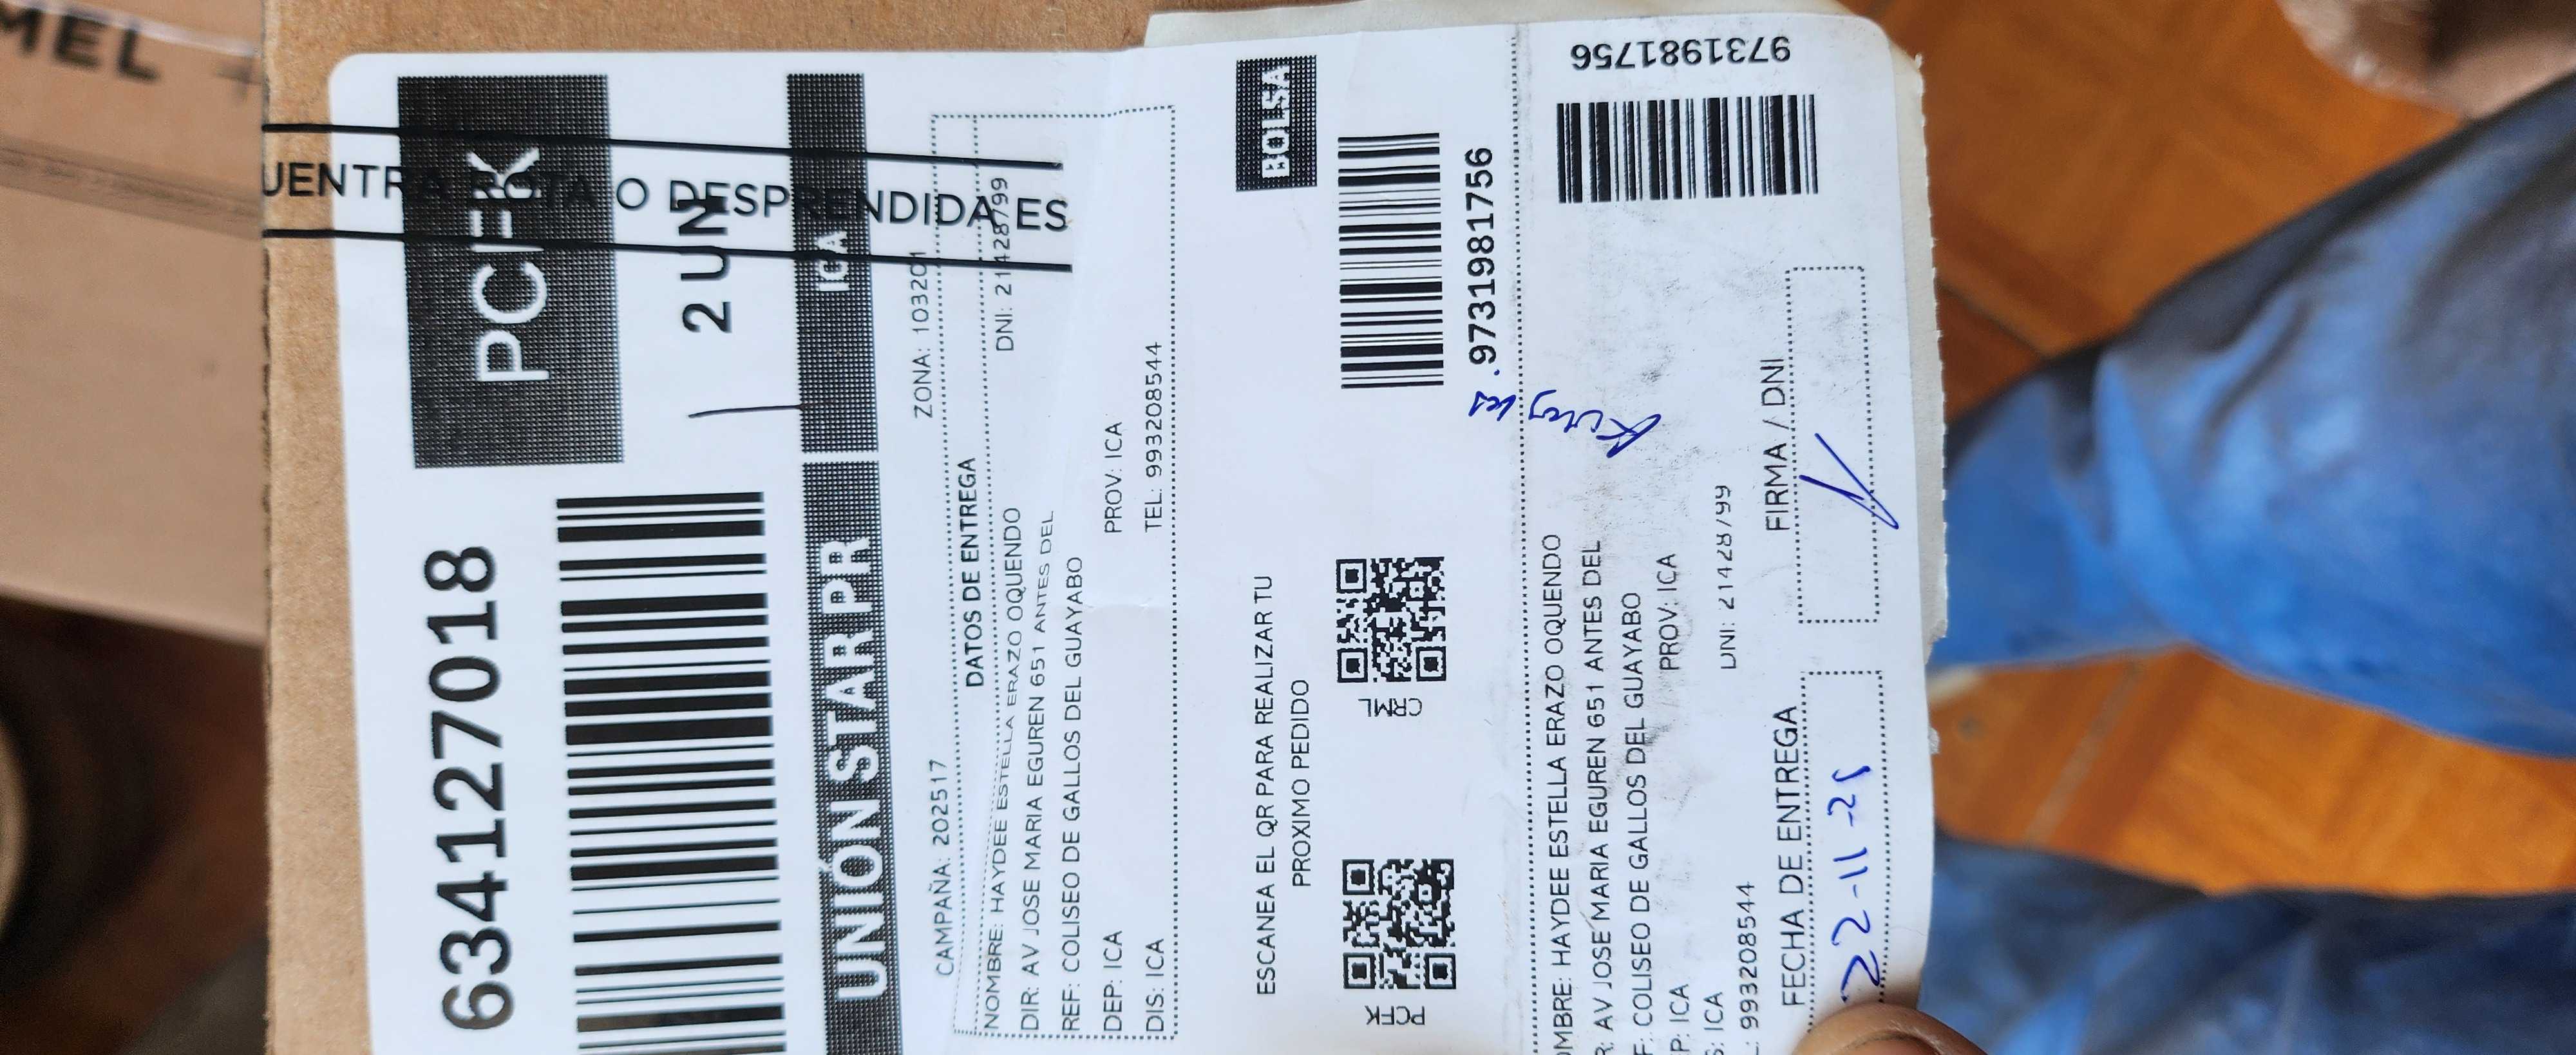 MEL
UENTRA ROTA O DESPRENDIDA ES
634127018
PCFK
2 UN
UNIÓN STAR PR
ICA
CAMPAÑA: 202517
ZONA: 103201
DATOS DE ENTREGA
NOMBRE: HAYDEE ESTELLA ERAZO OQUENDO
DNI: 21428799
DIR: AV JOSE MARIA EGUREN 651 ANTES DEL
REF: COLISEO DE GALLOS DEL GUAYABO
DEP: ICA
PROV: ICA
DIS: ICA
TEL: 993208544
BOLSA
ESCANEA EL QR PARA REALIZAR TU
PROXIMO PEDIDO
PCFK
CRML
9731981756
9731981756
OMBRE: HAYDEE ESTELLA ERAZO OQUENDO
R: AV JOSE MARIA EGUREN 651 ANTES DEL
F: COLISEO DE GALLOS DEL GUAYABO
P: ICA
PROV: ICA
S: ICA
L: 993208544
DNI: 21428799
FECHA DE ENTREGA
FIRMA / DNI
22-11-25